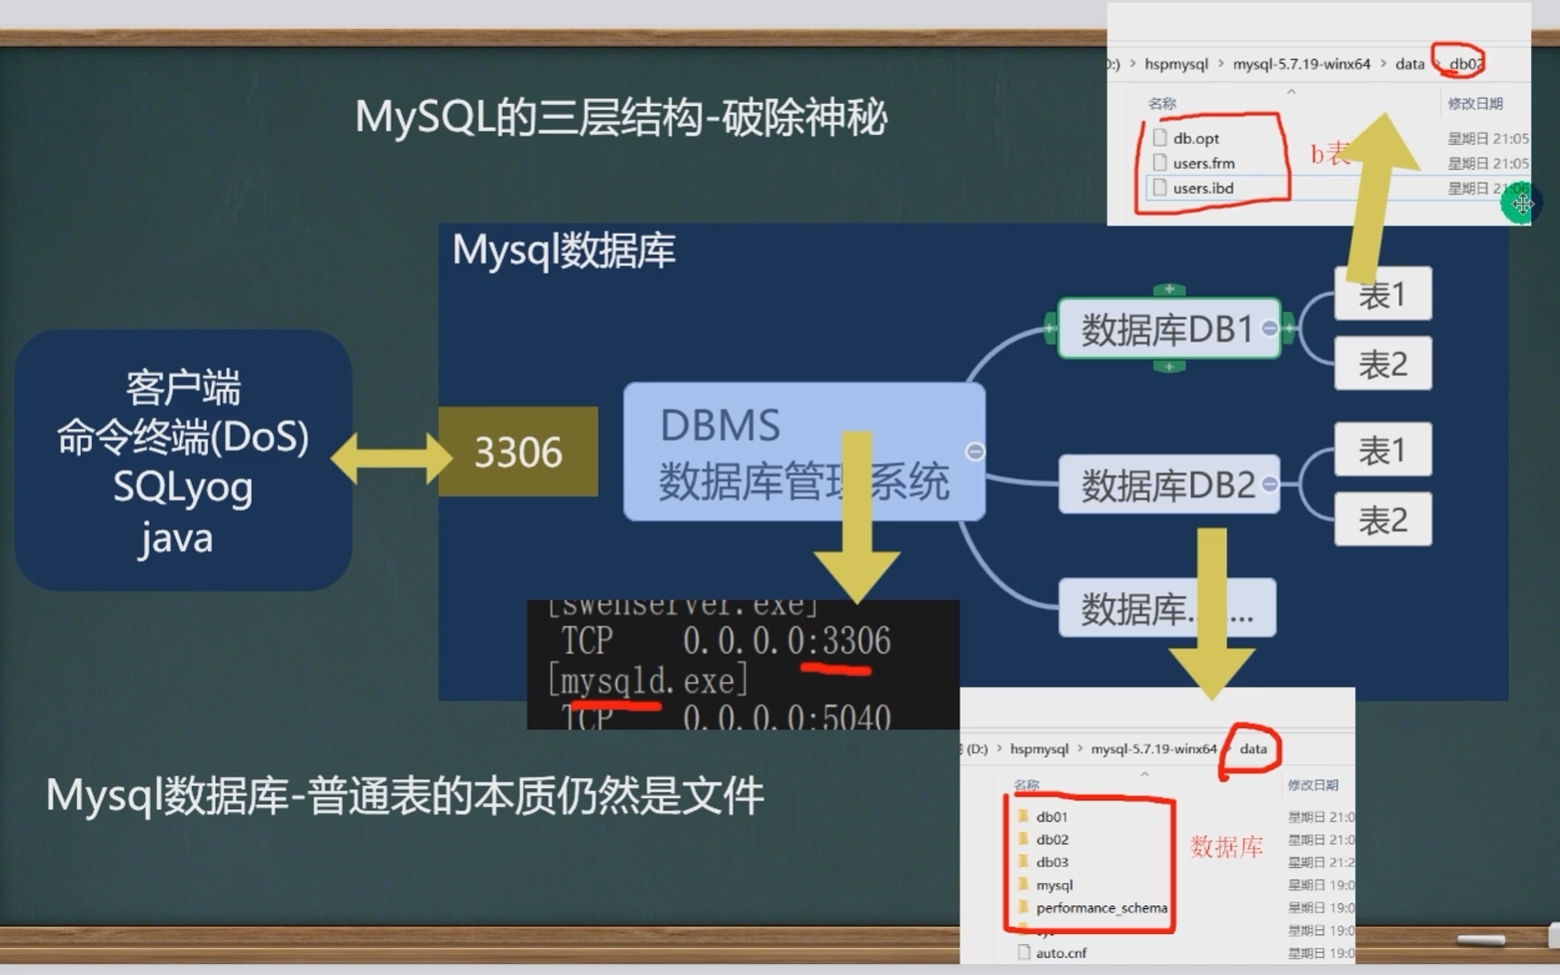 MySQL的三层结构-破除神秘
hspmysql > mysql-5.7.19-winx64 > data > db02
名称 修改日期
db.opt 星期日 21:05
users.frm 星期日 21:05
users.ibd 星期日 21:06
b表
Mysql数据库
客户端
命令终端(DoS)
SQLyog
java
3306
DBMS
数据库管理系统
数据库DB1
表1
表2
数据库DB2
表1
表2
数据库......
[swenserver.exe]
TCP 0.0.0.0:3306
[mysqld.exe]
TCP 0.0.0.0:5040
Mysql数据库-普通表的本质仍然是文件
(D:) > hspmysql > mysql-5.7.19-winx64 > data
名称 修改日期
db01 星期日 21:0
db02 星期日 21:0
db03 星期日 21:2
mysql 星期日 19:0
performance_schema 星期日 19:0
星期日 19:0
auto.cnf 星期日 19:0
数据库